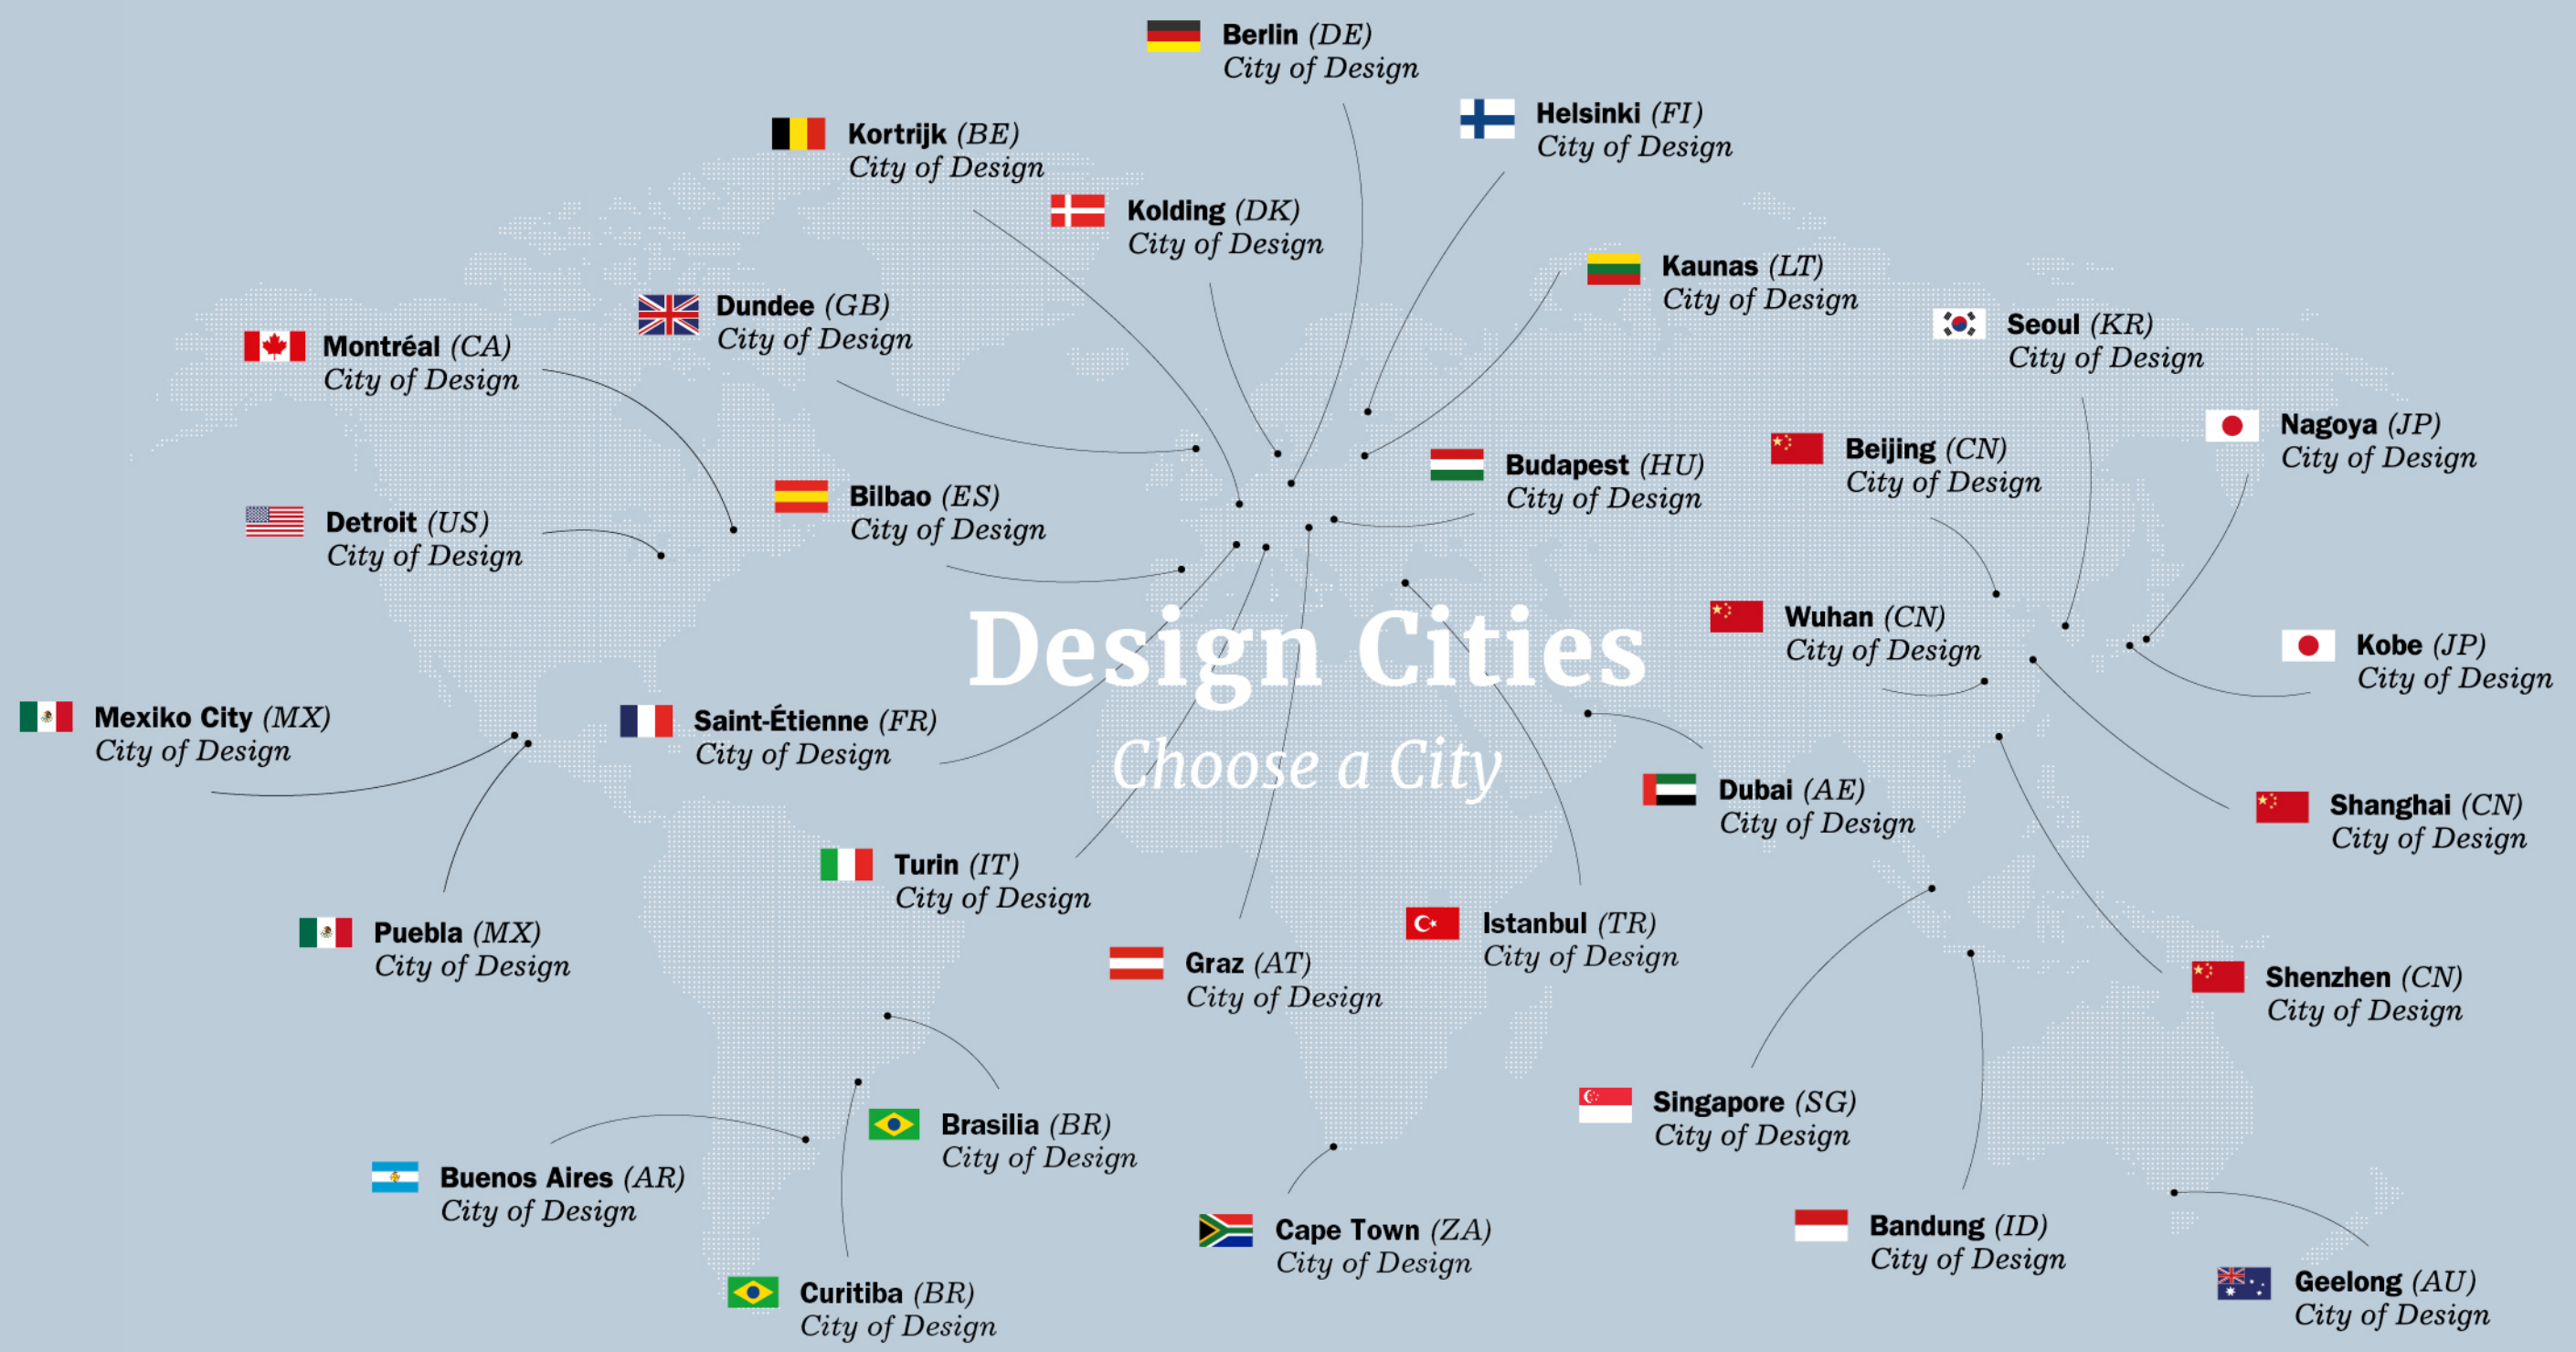 Berlin (DE)
City of Design
Helsinki (FI)
City of Design
Kortrijk (BE)
City of Design
Kolding (DK)
City of Design
Kaunas (LT)
City of Design
Dundee (GB)
City of Design
Seoul (KR)
City of Design
Montréal (CA)
City of Design
Nagoya (JP)
City of Design
Beijing (CN)
City of Design
Budapest (HU)
City of Design
Bilbao (ES)
City of Design
Detroit (US)
City of Design
Wuhan (CN)
City of Design
Design Cities
Choose a City
Kobe (JP)
City of Design
Mexiko City (MX)
City of Design
Saint-Étienne (FR)
City of Design
Dubai (AE)
City of Design
Shanghai (CN)
City of Design
Turin (IT)
City of Design
Puebla (MX)
City of Design
Istanbul (TR)
City of Design
Graz (AT)
City of Design
Shenzhen (CN)
City of Design
Singapore (SG)
City of Design
Brasilia (BR)
City of Design
Buenos Aires (AR)
City of Design
Cape Town (ZA)
City of Design
Bandung (ID)
City of Design
Geelong (AU)
City of Design
Curitiba (BR)
City of Design